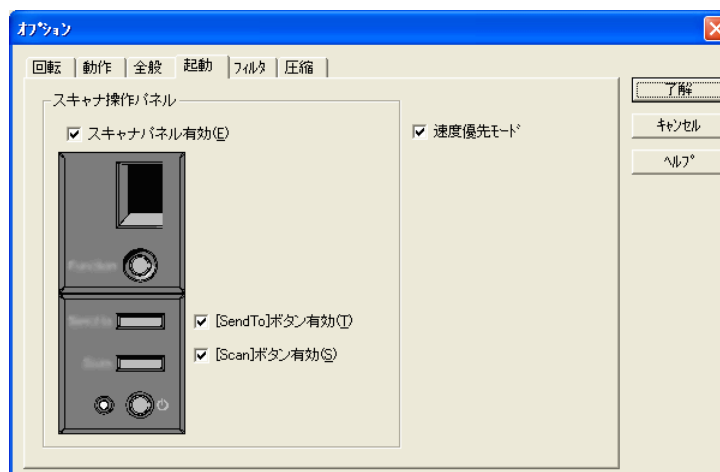 オプション
回転 動作 全般 起動 フィルタ 圧縮
スキャナ操作パネル
スキャナパネル有効(E)
速度優先モード
Function
SendTo
[SendTo]ボタン有効(T)
Scan
[Scan]ボタン有効(S)
了解
キャンセル
ヘルプ